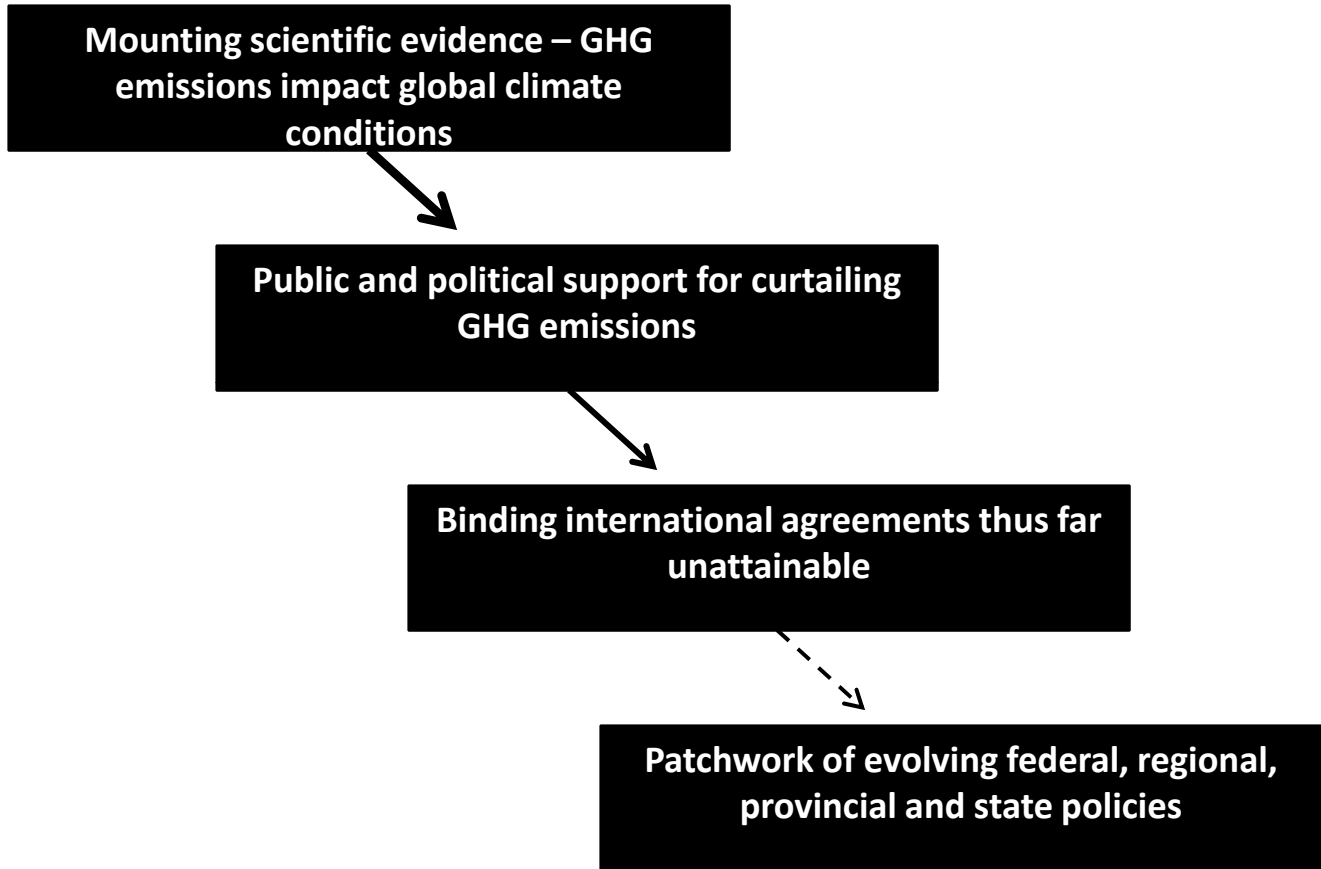 Mounting scientific evidence – GHG
emissions impact global climate
conditions
Public and political support for curtailing
GHG emissions
Binding international agreements thus far
unattainable
Patchwork of evolving federal, regional,
provincial and state policies